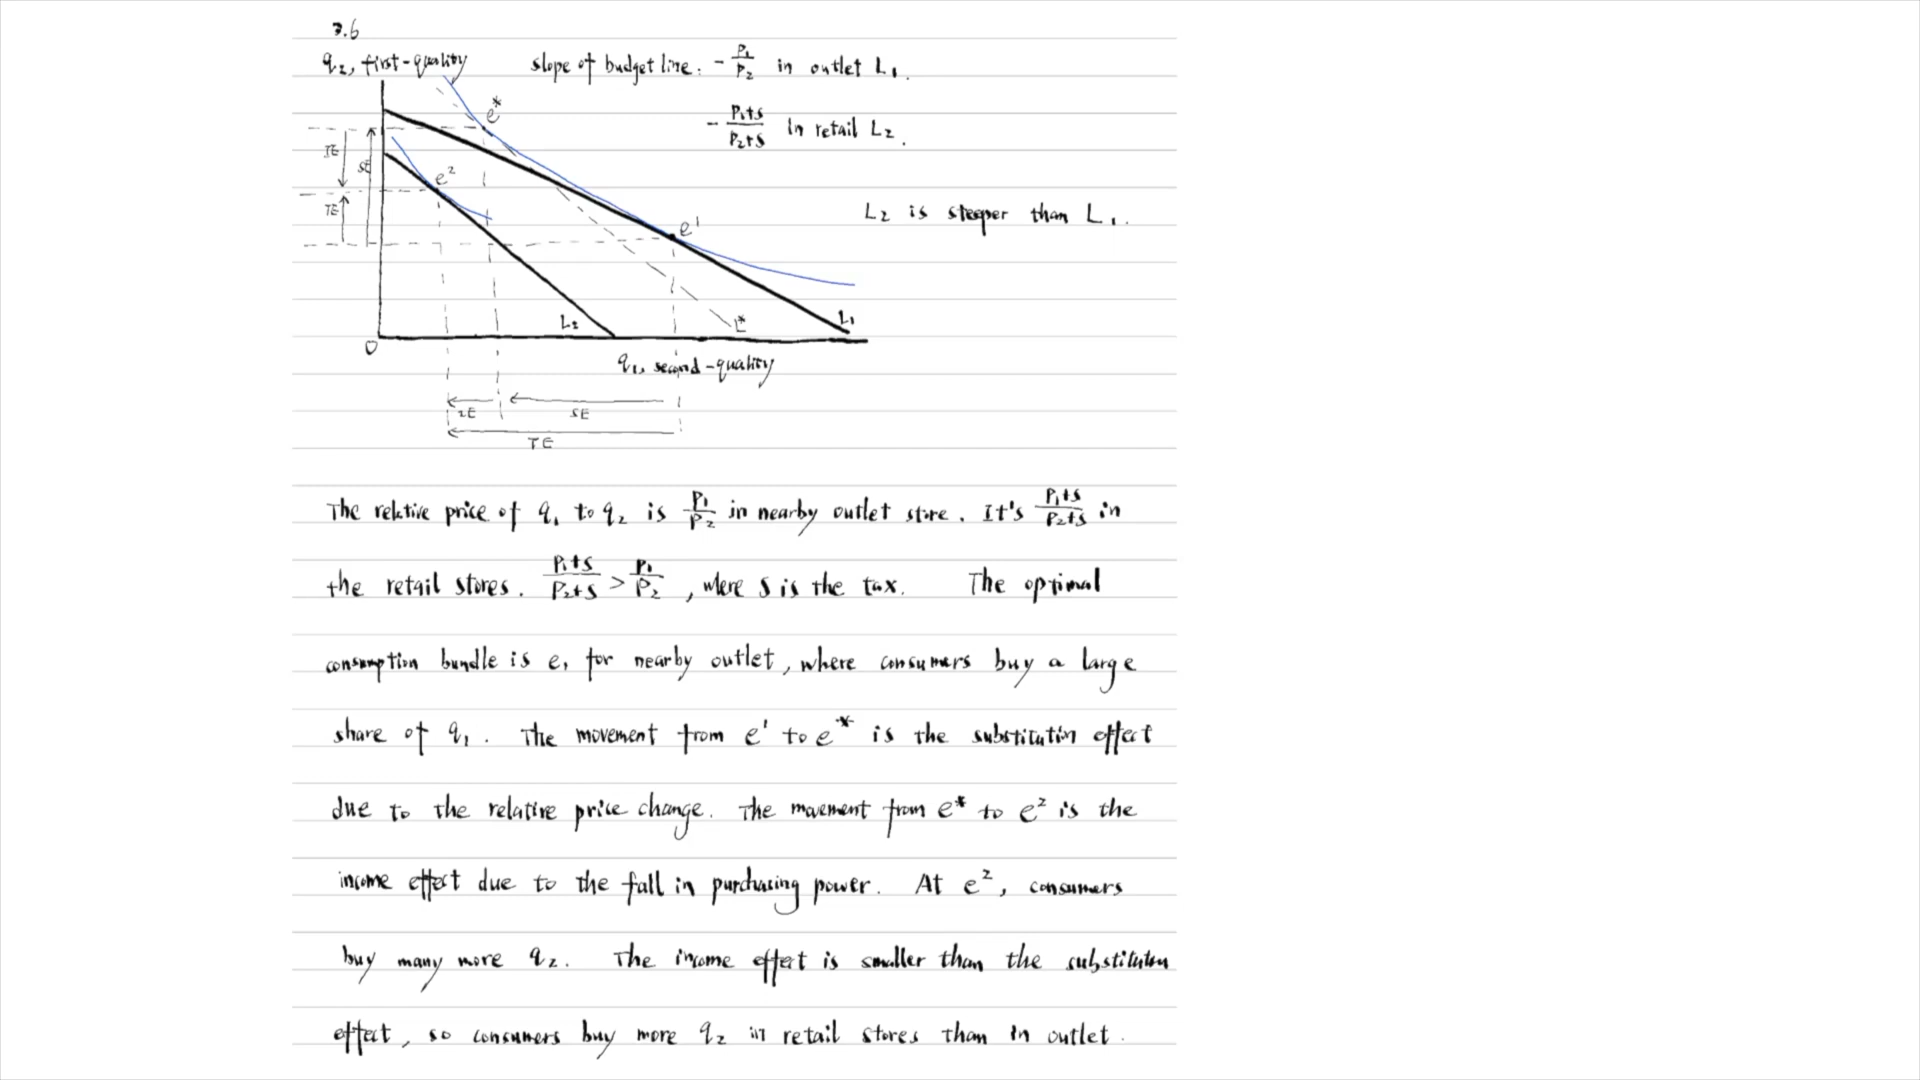 3.6
q₂, first-quality
slope of budget line: - P₁/P₂ in outlet L₁.
- P₁+s/P₂+s in retail L₂.
L₂ is steeper than L₁.
e*
IE
SE
e²
TE
e¹
L₂
L*
L₁
0
q₁, second-quality
IE
SE
TE
The reltive price of q₁ to q₂ is P₁/P₂ in nearby outlet store. It's P₁+s/P₂+s in
the retail stores. P₁+s/P₂+s > P₁/P₂, where s is the tax. The optimal
consumption bundle is e₁ for nearby outlet, where consumers buy a large
share of q₁. The movement from e¹ to e* is the substitution effect
due to the relative price change. The movement from e* to e² is the
income effect due to the fall in purchasing power. At e², consumers
buy many more q₂. The income effect is smaller than the substitution
effect, so consumers buy more q₂ in retail stores than in outlet.